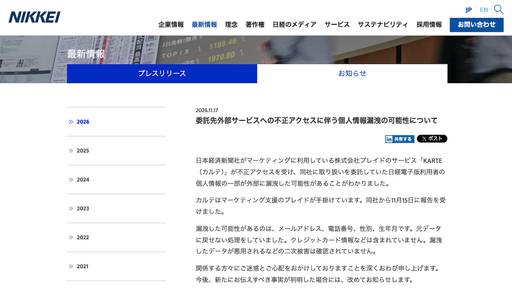 NIKKEI
JP EN
企業情報 最新情報 理念 著作権 日経のメディア サービス サステナビリティ 採用情報 お問い合わせ
1198.48
1970.90
最新情報
プレスリリース お知らせ
2026.11.17
委託先外部サービスへの不正アクセスに伴う個人情報漏洩の可能性について
in 共有する X ポスト
2026
2025
2024
2023
2022
2021
日本経済新聞社がマーケティングに利用している株式会社プレイドのサービス「KARTE
（カルテ）」が不正アクセスを受け、同社に取り扱いを委託していた日経電子版利用者の
個人情報の一部が外部に漏洩した可能性があることがわかりました。
カルテはマーケティング支援のプレイドが手掛けています。同社から11月15日に報告を受
けました。
漏洩した可能性があるのは、メールアドレス、電話番号、性別、生年月です。元データ
に戻せない処理をしていました。クレジットカード情報などは含まれていません。漏洩し
たデータが悪用されるなどの二次被害は確認されていません。
関係する方々にご迷惑とご心配をおかけしておりますことを深くおわび申し上げます。
今後、新たにお伝えすべき事実が判明した場合には、改めてお知らせします。